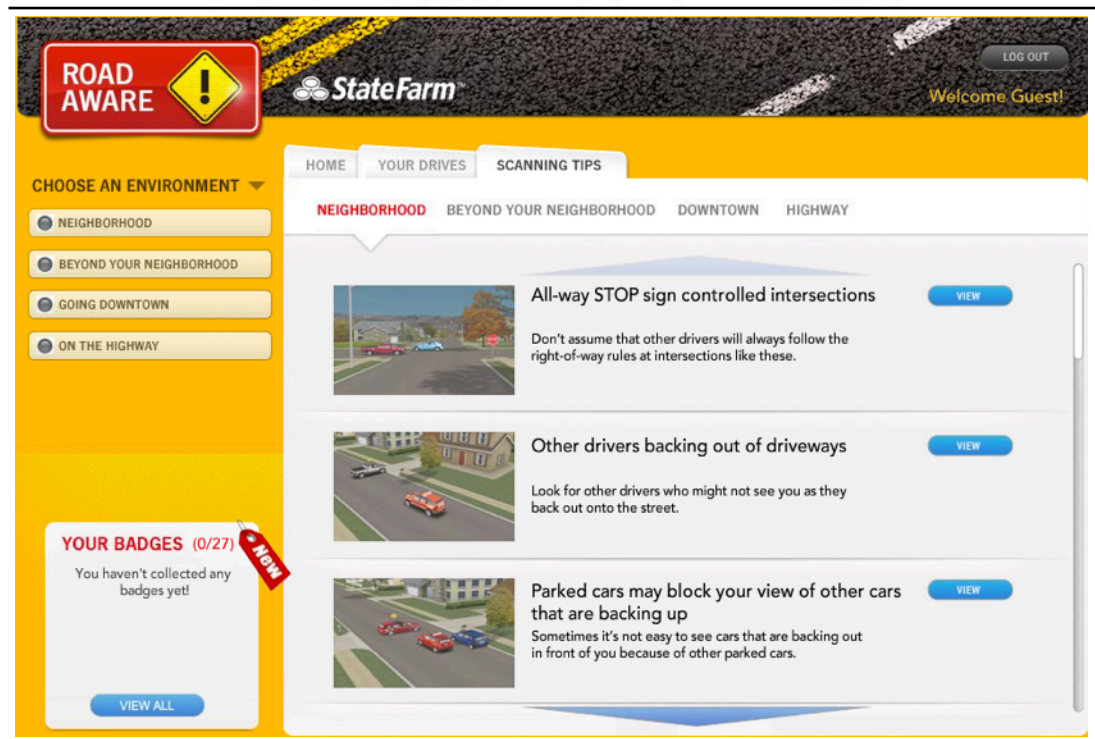 ROAD
AWARE
StateFarm™
LOG OUT
Welcome Guest!
CHOOSE AN ENVIRONMENT
NEIGHBORHOOD
BEYOND YOUR NEIGHBORHOOD
GOING DOWNTOWN
ON THE HIGHWAY
YOUR BADGES (0/27)
New
You haven't collected any
badges yet!
VIEW ALL
HOME YOUR DRIVES SCANNING TIPS
NEIGHBORHOOD BEYOND YOUR NEIGHBORHOOD DOWNTOWN HIGHWAY
All-way STOP sign controlled intersections
VIEW
Don't assume that other drivers will always follow the
right-of-way rules at intersections like these.
Other drivers backing out of driveways
VIEW
Look for other drivers who might not see you as they
back out onto the street.
Parked cars may block your view of other cars
that are backing up
VIEW
Sometimes it's not easy to see cars that are backing out
in front of you because of other parked cars.